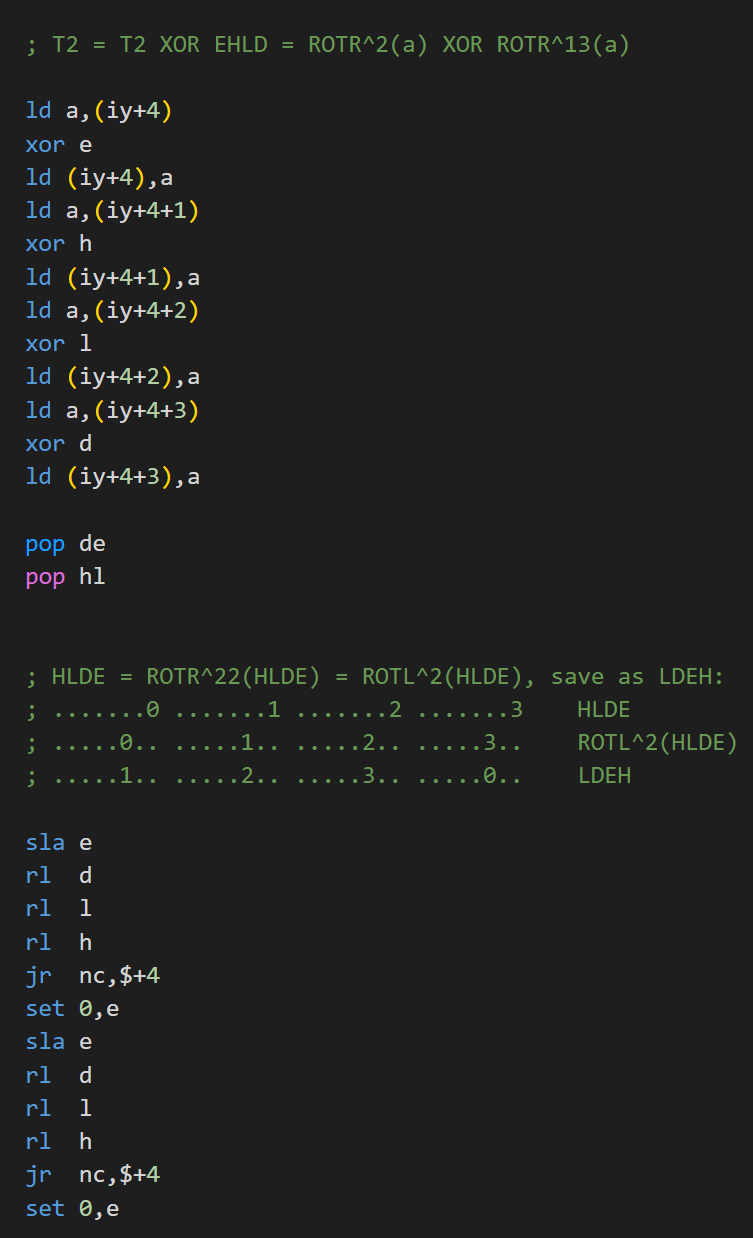 ; T2 = T2 XOR EHLD = ROTR^2(a) XOR ROTR^13(a)
ld a,(iy+4)
xor e
ld (iy+4),a
ld a,(iy+4+1)
xor h
ld (iy+4+1),a
ld a,(iy+4+2)
xor l
ld (iy+4+2),a
ld a,(iy+4+3)
xor d
ld (iy+4+3),a
pop de
pop hl
; HLDE = ROTR^22(HLDE) = ROTL^2(HLDE), save as LDEH:
; .......0 .......1 .......2 .......3    HLDE
; .....0.. .....1.. .....2.. .....3..    ROTL^2(HLDE)
; .....1.. .....2.. .....3.. .....0..    LDEH
sla e
rl  d
rl  l
rl  h
jr  nc,$+4
set 0,e
sla e
rl  d
rl  l
rl  h
jr  nc,$+4
set 0,e